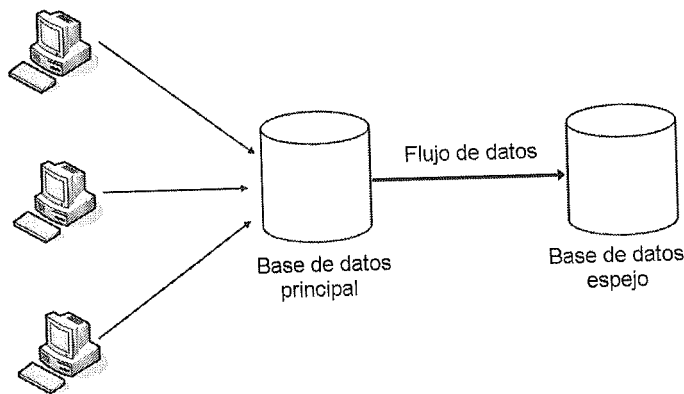 Flujo de datos
Base de datos
principal
Base de datos
espejo